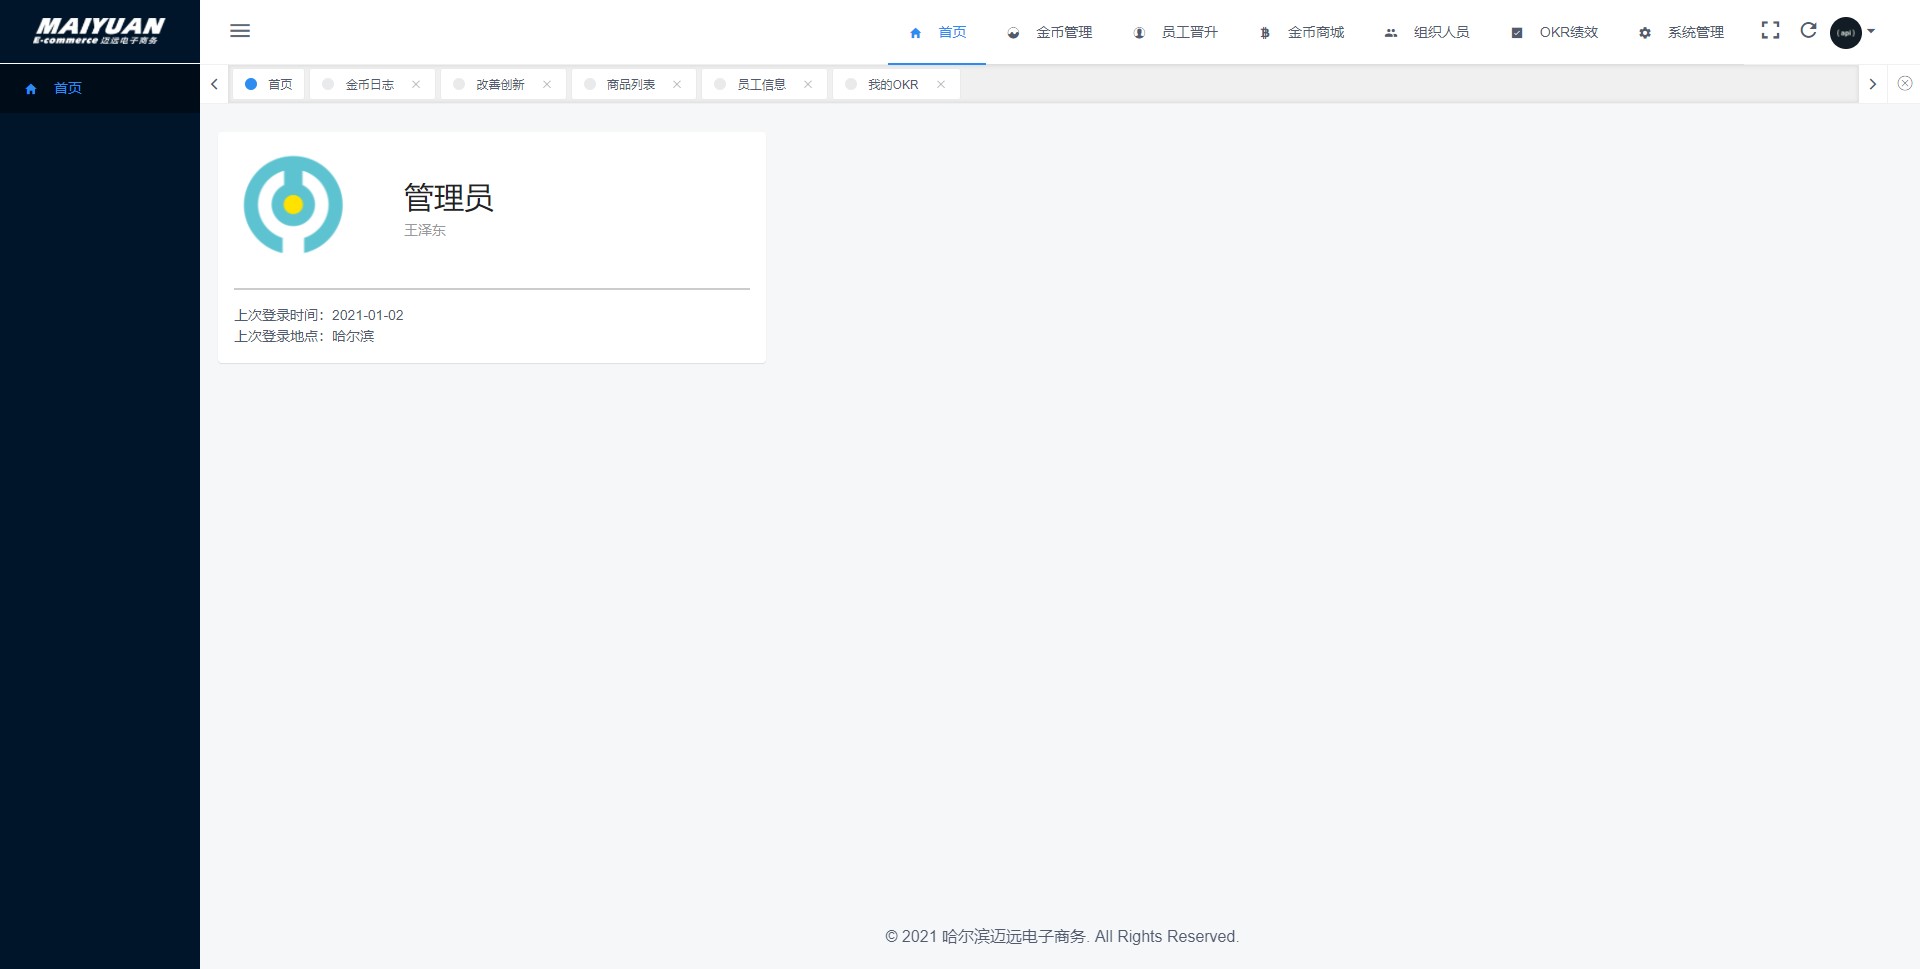 MAIYUAN
E-commerce 迈远电子商务
首页
金币管理
员工晋升
金币商城
组织人员
OKR绩效
系统管理
{api}
首页
首页
金币日志
改善创新
商品列表
员工信息
我的OKR
管理员
王泽东
上次登录时间：2021-01-02
上次登录地点：哈尔滨
© 2021 哈尔滨迈远电子商务. All Rights Reserved.